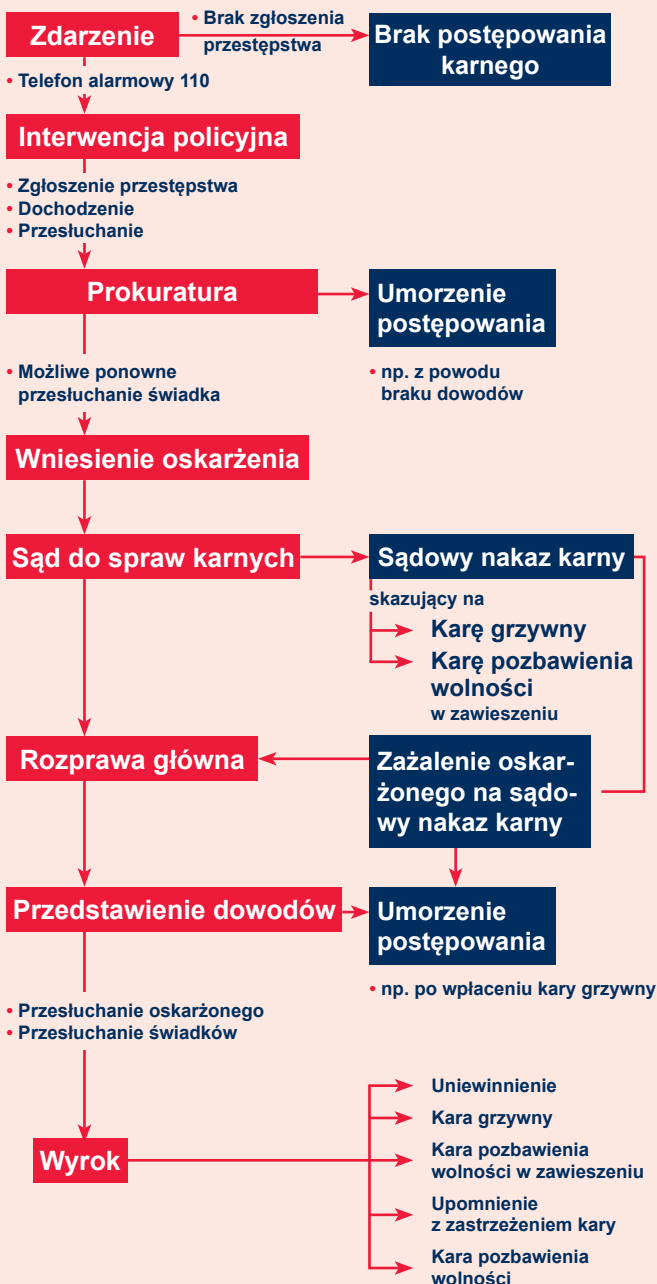 Zdarzenie
• Brak zgłoszenia
przestępstwa
Brak postępowania
karnego
• Telefon alarmowy 110
Interwencja policyjna
• Zgłoszenie przestępstwa
• Dochodzenie
• Przesłuchanie
Prokuratura
Umorzenie
postępowania
• Możliwe ponowne
przesłuchanie świadka
• np. z powodu
braku dowodów
Wniesienie oskarżenia
Sąd do spraw karnych
Sądowy nakaz karny
skazujący na
Karę grzywny
Karę pozbawienia
wolności
w zawieszeniu
Rozprawa główna
Zażalenie oskar-
żonego na sądo-
wy nakaz karny
Przedstawienie dowodów
Umorzenie
postępowania
• np. po wpłaceniu kary grzywny
• Przesłuchanie oskarżonego
• Przesłuchanie świadków
Wyrok
Uniewinnienie
Kara grzywny
Kara pozbawienia
wolności w zawieszeniu
Upomnienie
z zastrzeżeniem kary
Kara pozbawienia
wolności